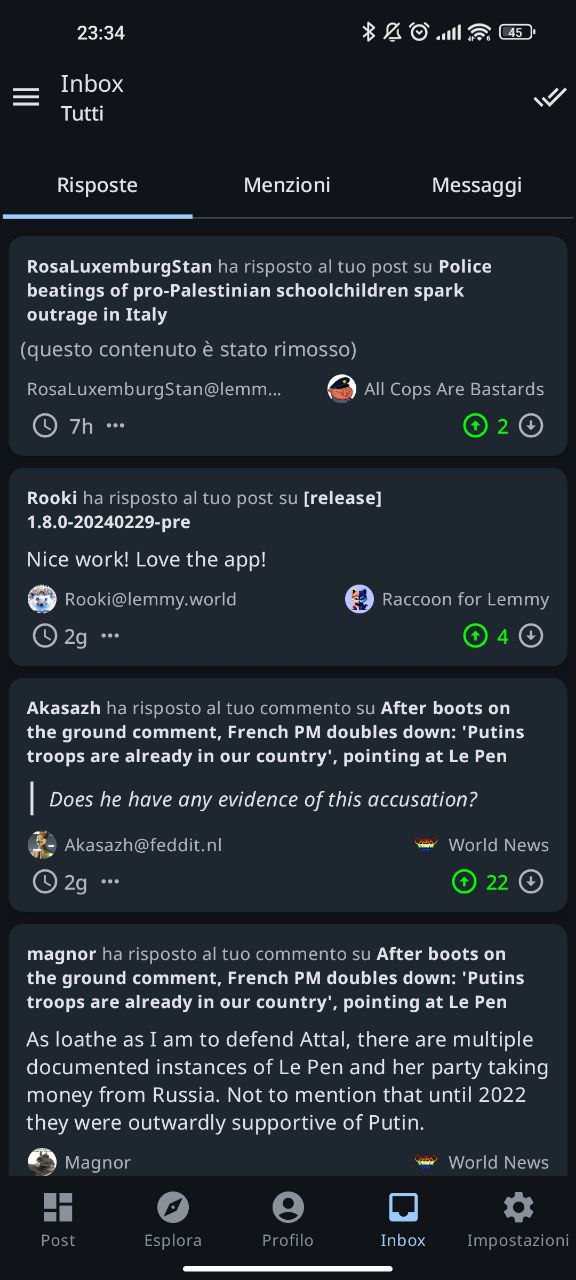 23:34
45
Inbox
Tutti
Risposte Menzioni Messaggi
RosaLuxemburgStan ha risposto al tuo post su Police
beatings of pro-Palestinian schoolchildren spark
outrage in Italy
(questo contenuto è stato rimosso)
RosaLuxemburgStan@lemm... All Cops Are Bastards
7h ••• 2
Rooki ha risposto al tuo post su [release]
1.8.0-20240229-pre
Nice work! Love the app!
Rooki@lemmy.world Raccoon for Lemmy
2g ••• 4
Akasazh ha risposto al tuo commento su After boots on
the ground comment, French PM doubles down: 'Putins
troops are already in our country', pointing at Le Pen
Does he have any evidence of this accusation?
Akasazh@feddit.nl World News
2g ••• 22
magnor ha risposto al tuo commento su After boots on
the ground comment, French PM doubles down: 'Putins
troops are already in our country', pointing at Le Pen
As loathe as I am to defend Attal, there are multiple
documented instances of Le Pen and her party taking
money from Russia. Not to mention that until 2022
they were outwardly supportive of Putin.
Magnor World News
Post Esplora Profilo Inbox Impostazioni